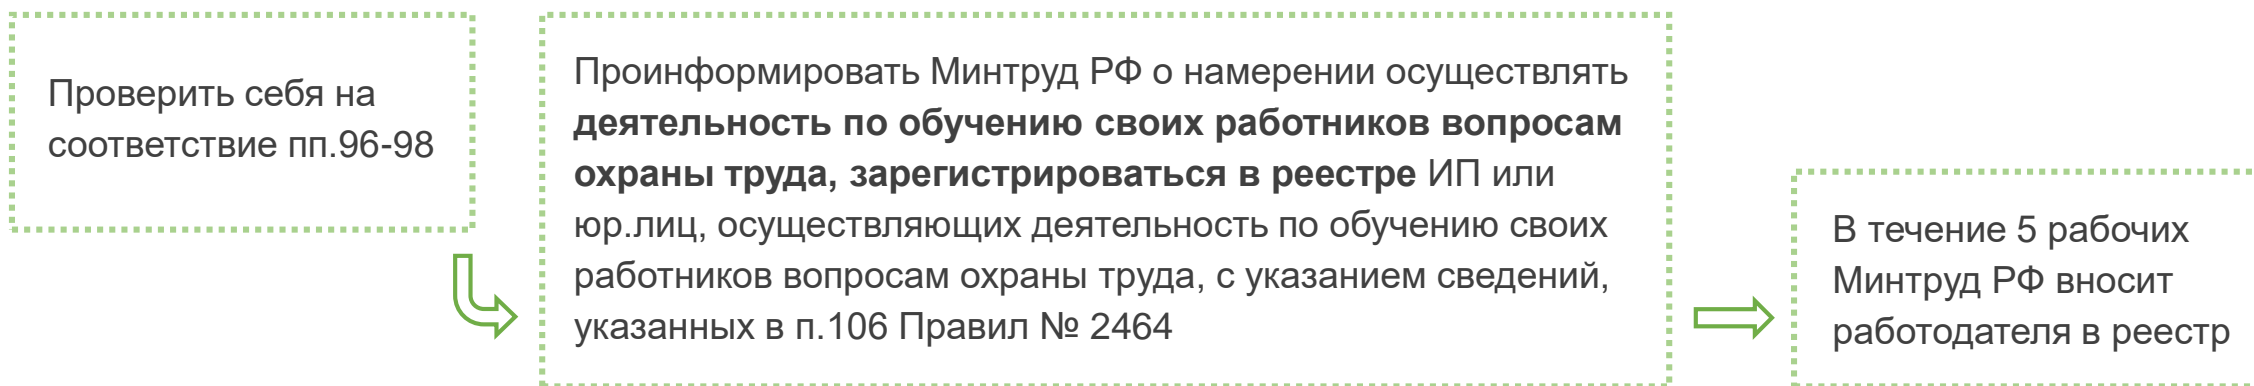 Проверить себя на
соответствие пп.96-98
Проинформировать Минтруд РФ о намерении осуществлять
деятельность по обучению своих работников вопросам
охраны труда, зарегистрироваться в реестре ИП или
юр.лиц, осуществляющих деятельность по обучению своих
работников вопросам охраны труда, с указанием сведений,
указанных в п.106 Правил № 2464
В течение 5 рабочих
Минтруд РФ вносит
работодателя в реестр